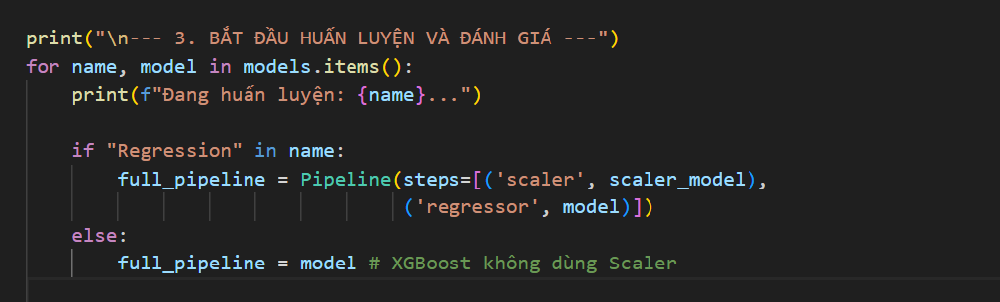 print("\n--- 3. BẮT ĐẦU HUẤN LUYỆN VÀ ĐÁNH GIÁ ---")
for name, model in models.items():
    print(f"Đang huấn luyện: {name}...")

    if "Regression" in name:
        full_pipeline = Pipeline(steps=[('scaler', scaler_model),
                                 ('regressor', model)])
    else:
        full_pipeline = model # XGBoost không dùng Scaler